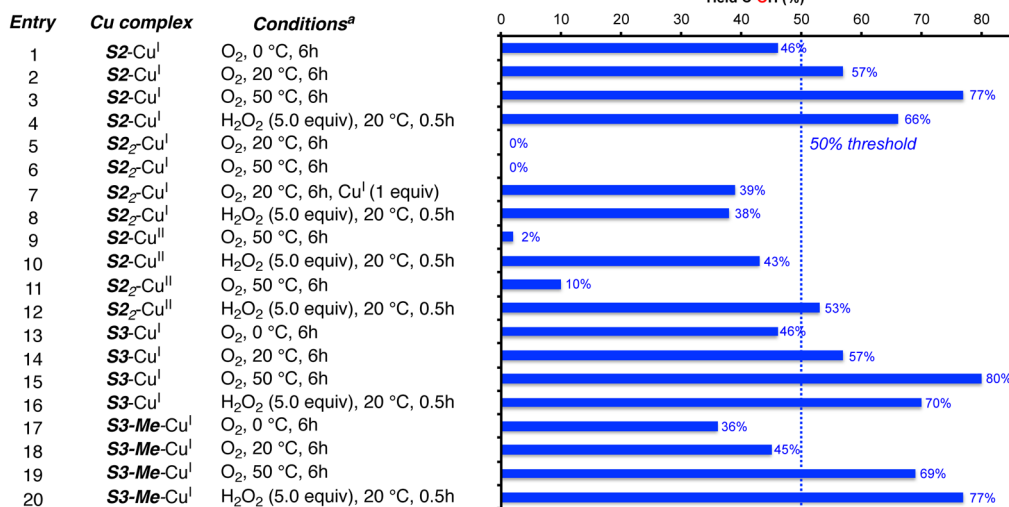 Yield C-OH (%)
Entry Cu complex Conditionsᵃ 0 10 20 30 40 50 60 70 80
1 S2-Cuᴵ O₂, 0 °C, 6h 46%
2 S2-Cuᴵ O₂, 20 °C, 6h 57%
3 S2-Cuᴵ O₂, 50 °C, 6h 77%
4 S2-Cuᴵ H₂O₂ (5.0 equiv), 20 °C, 0.5h 66%
5 S2₂-Cuᴵ O₂, 20 °C, 6h 0% 50% threshold
6 S2₂-Cuᴵ O₂, 50 °C, 6h 0%
7 S2₂-Cuᴵ O₂, 20 °C, 6h, Cuᴵ (1 equiv) 39%
8 S2₂-Cuᴵ H₂O₂ (5.0 equiv), 20 °C, 0.5h 38%
9 S2-Cuᴵᴵ O₂, 50 °C, 6h 2%
10 S2-Cuᴵᴵ H₂O₂ (5.0 equiv), 20 °C, 0.5h 43%
11 S2₂-Cuᴵᴵ O₂, 50 °C, 6h 10%
12 S2₂-Cuᴵᴵ H₂O₂ (5.0 equiv), 20 °C, 0.5h 53%
13 S3-Cuᴵ O₂, 0 °C, 6h 46%
14 S3-Cuᴵ O₂, 20 °C, 6h 57%
15 S3-Cuᴵ O₂, 50 °C, 6h 80%
16 S3-Cuᴵ H₂O₂ (5.0 equiv), 20 °C, 0.5h 70%
17 S3-Me-Cuᴵ O₂, 0 °C, 6h 36%
18 S3-Me-Cuᴵ O₂, 20 °C, 6h 45%
19 S3-Me-Cuᴵ O₂, 50 °C, 6h 69%
20 S3-Me-Cuᴵ H₂O₂ (5.0 equiv), 20 °C, 0.5h 77%